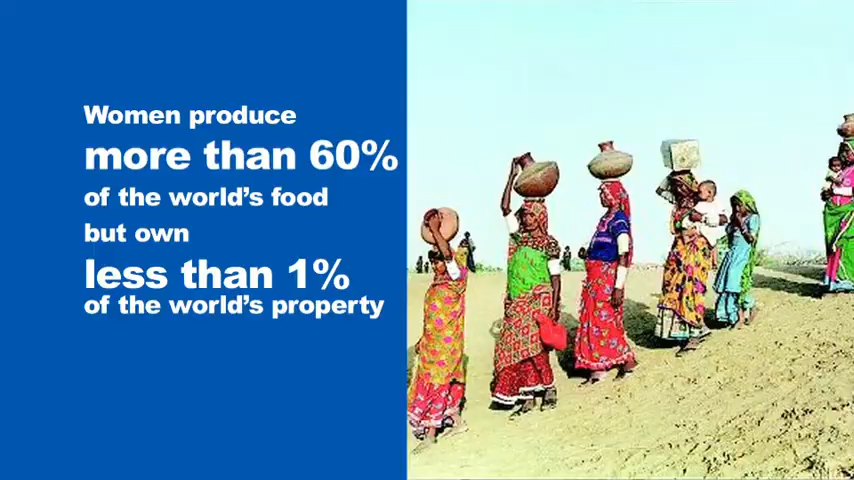 Women produce
more than 60%
of the world's food
but own
less than 1%
of the world's property